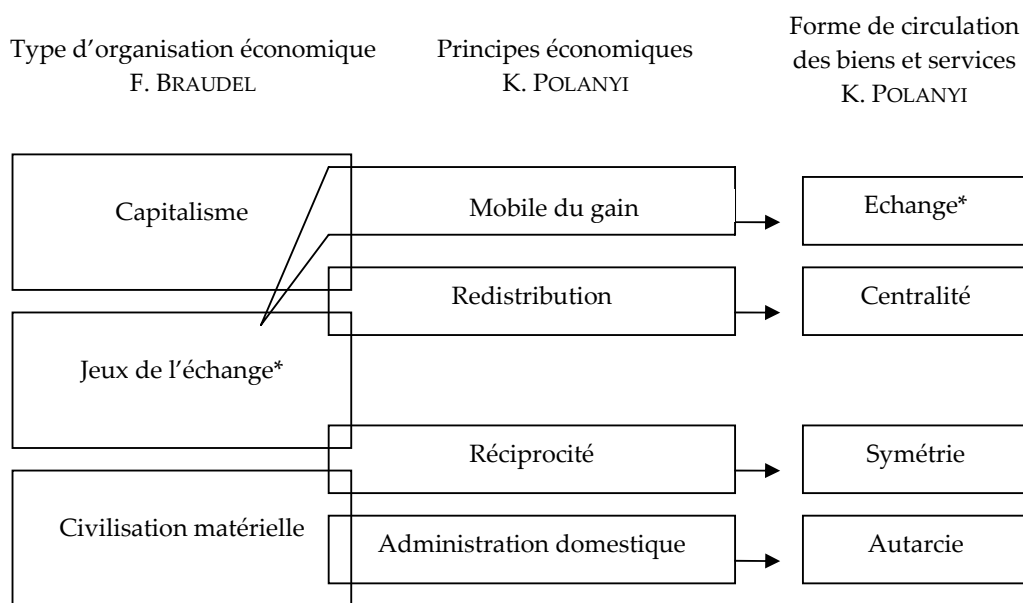 Type d’organisation économique
F. BRAUDEL
Principes économiques
K. POLANYI
Forme de circulation
des biens et services
K. POLANYI
Capitalisme
Mobile du gain
Echange*
Redistribution
Centralité
Jeux de l’échange*
Réciprocité
Symétrie
Civilisation matérielle
Administration domestique
Autarcie